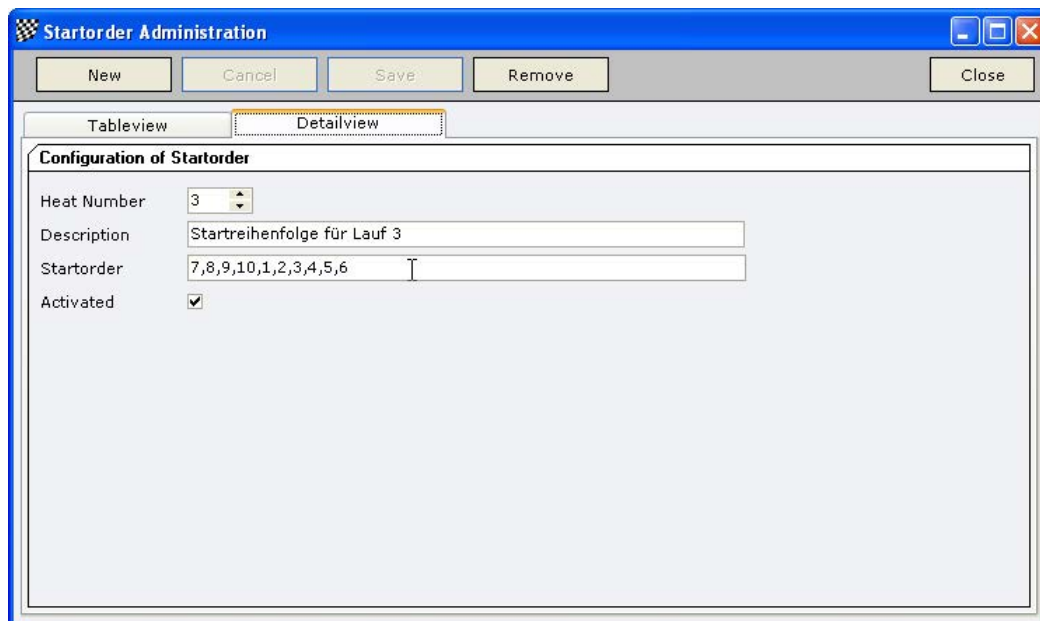 Startorder Administration
New Cancel Save Remove Close
Tableview Detailview
Configuration of Startorder
Heat Number 3
Description Startreihenfolge für Lauf 3
Startorder 7,8,9,10,1,2,3,4,5,6
Activated